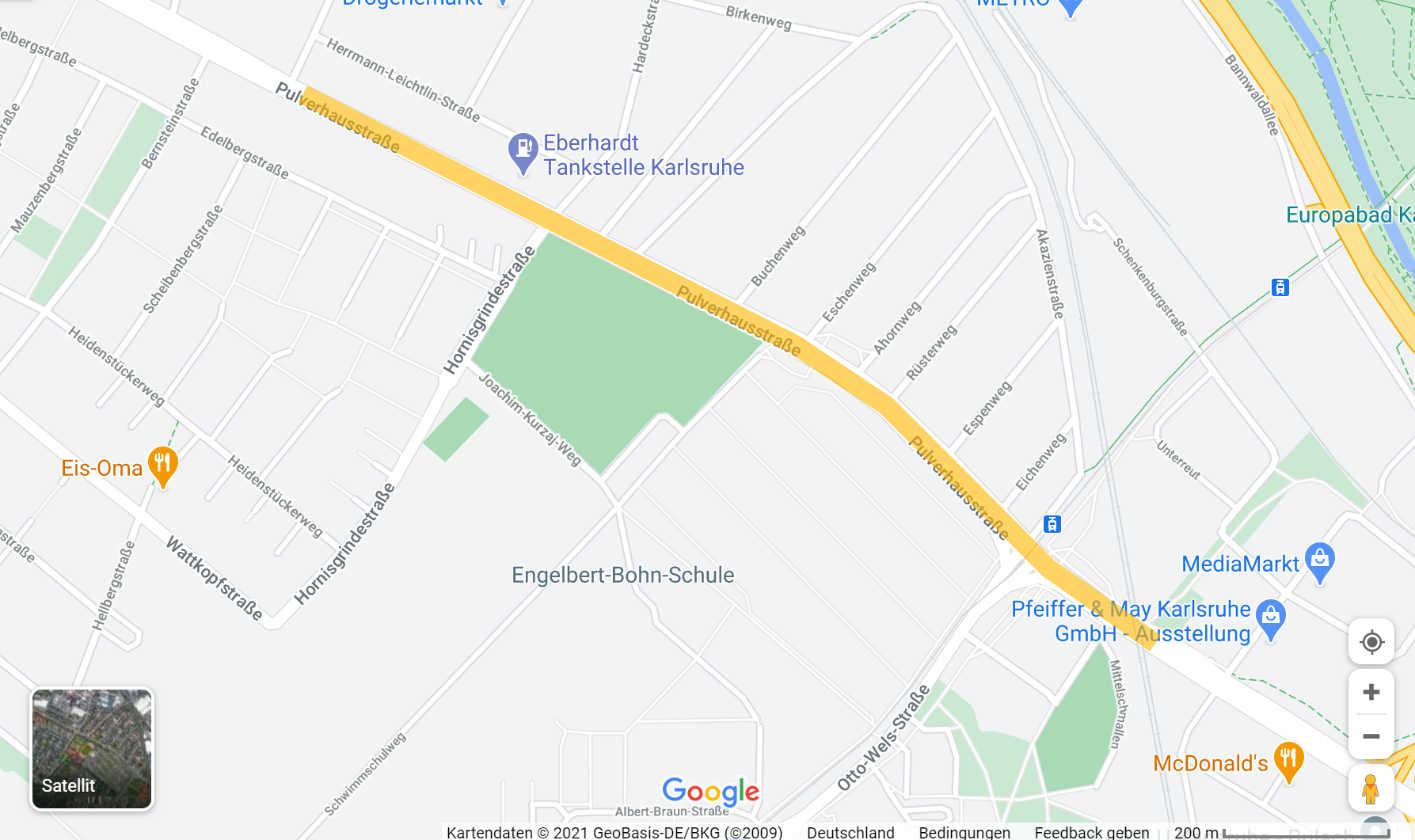 Drogeriemarkt
METRO
Birkenweg
Hardeckstra
Herrmann-Leichtlin-Straße
Bannwaldallee
Pulverhausstraße
Edelbergstraße
Bernsteinstraße
Eberhardt
Tankstelle Karlsruhe
Mauzenbergstraße
Scheibenbergstraße
Europabad Ka
Buchenweg
Eschenweg
Akazienstraße
Schenkenburgstraße
Hornisgrindestraße
Pulverhausstraße
Ahornweg
Rüsterweg
Heidenstückerweg
Joachim-Kurzaj-Weg
Espenweg
Eichenweg
Unterreut
Eis-Oma
Heidenstückerweg
Pulverhausstraße
Hornisgrindestraße
Wattkopfstraße
Hellbergstraße
Engelbert-Bohn-Schule
MediaMarkt
Pfeiffer & May Karlsruhe
GmbH - Ausstellung
Mittelschmallen
Otto-Wels-Straße
Schwimmschulweg
McDonald's
Satellit
Google
Albert-Braun-Straße
Kartendaten © 2021 GeoBasis-DE/BKG (©2009) Deutschland Bedingungen Feedback geben 200 m